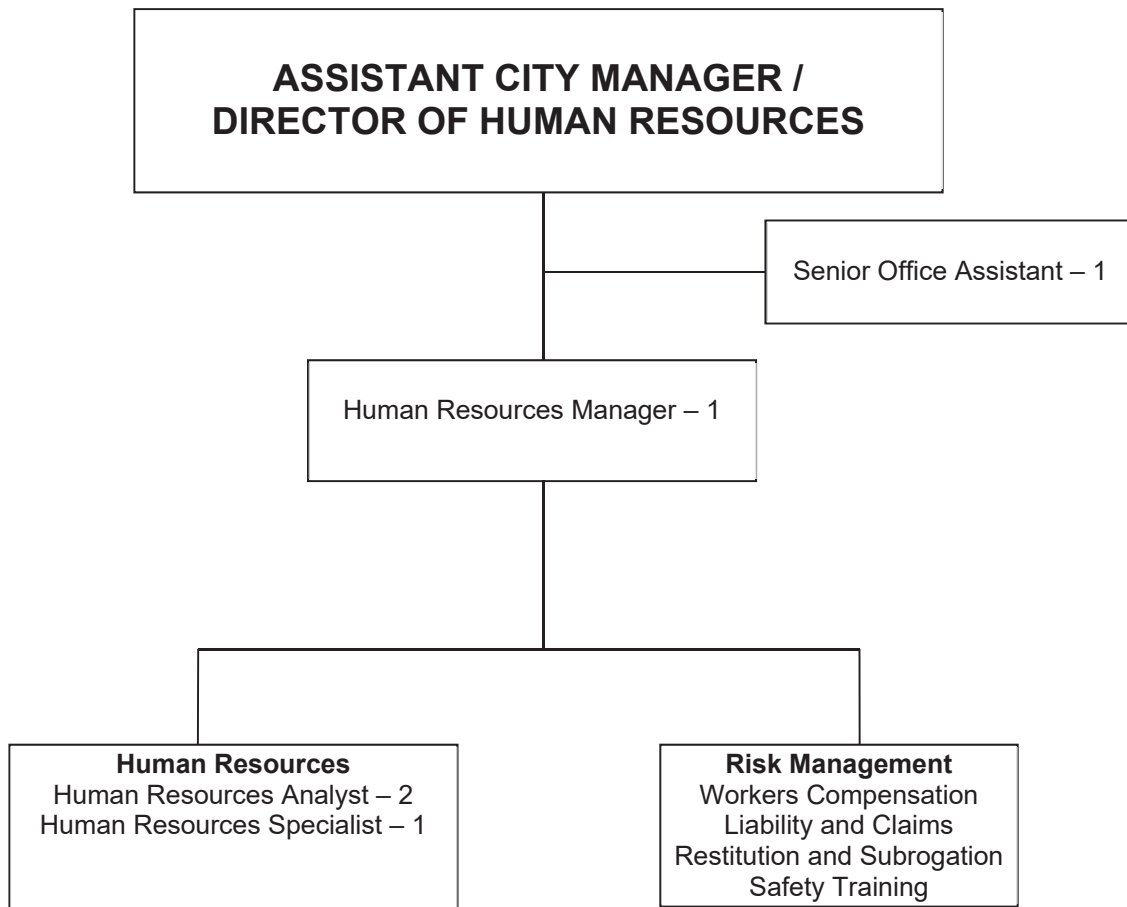 ASSISTANT CITY MANAGER /
DIRECTOR OF HUMAN RESOURCES
Senior Office Assistant – 1
Human Resources Manager – 1
Human Resources
Human Resources Analyst – 2
Human Resources Specialist – 1
Risk Management
Workers Compensation
Liability and Claims
Restitution and Subrogation
Safety Training